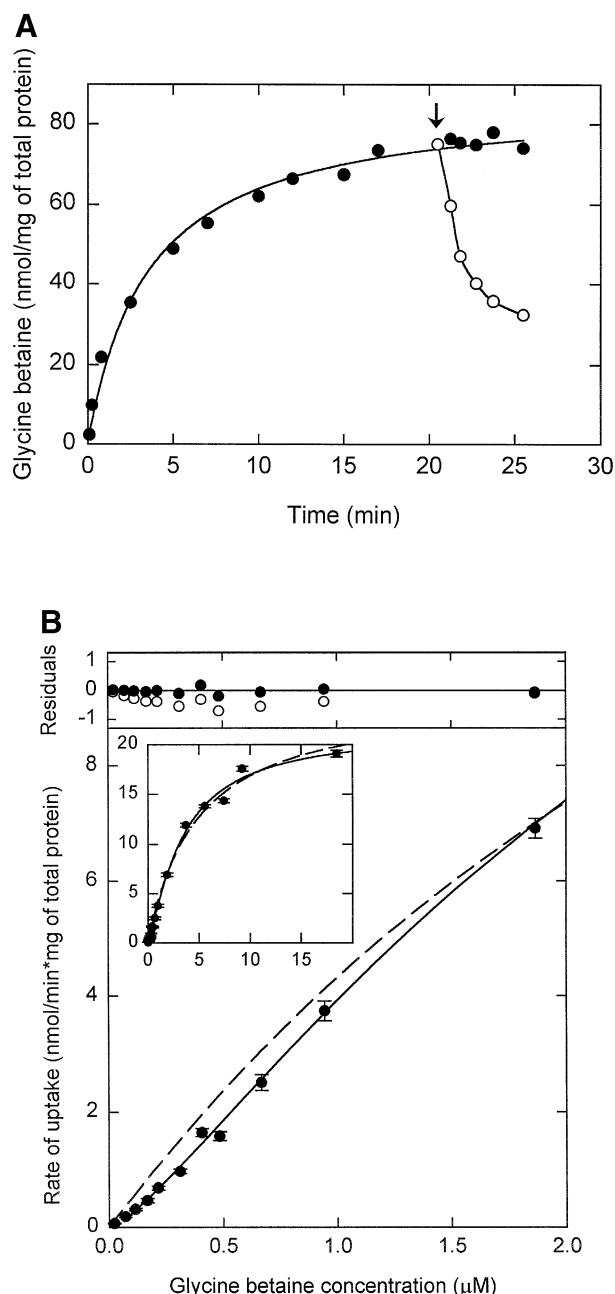 A
Glycine betaine (nmol/mg of total protein)
80
60
40
20
0
0 5 10 15 20 25 30
Time (min)
B
Residuals
1
0
-1
Rate of uptake (nmol/min*mg of total protein)
8
6
4
2
0
20
15
10
5
0
0 5 10 15
0.0 0.5 1.0 1.5 2.0
Glycine betaine concentration (μM)